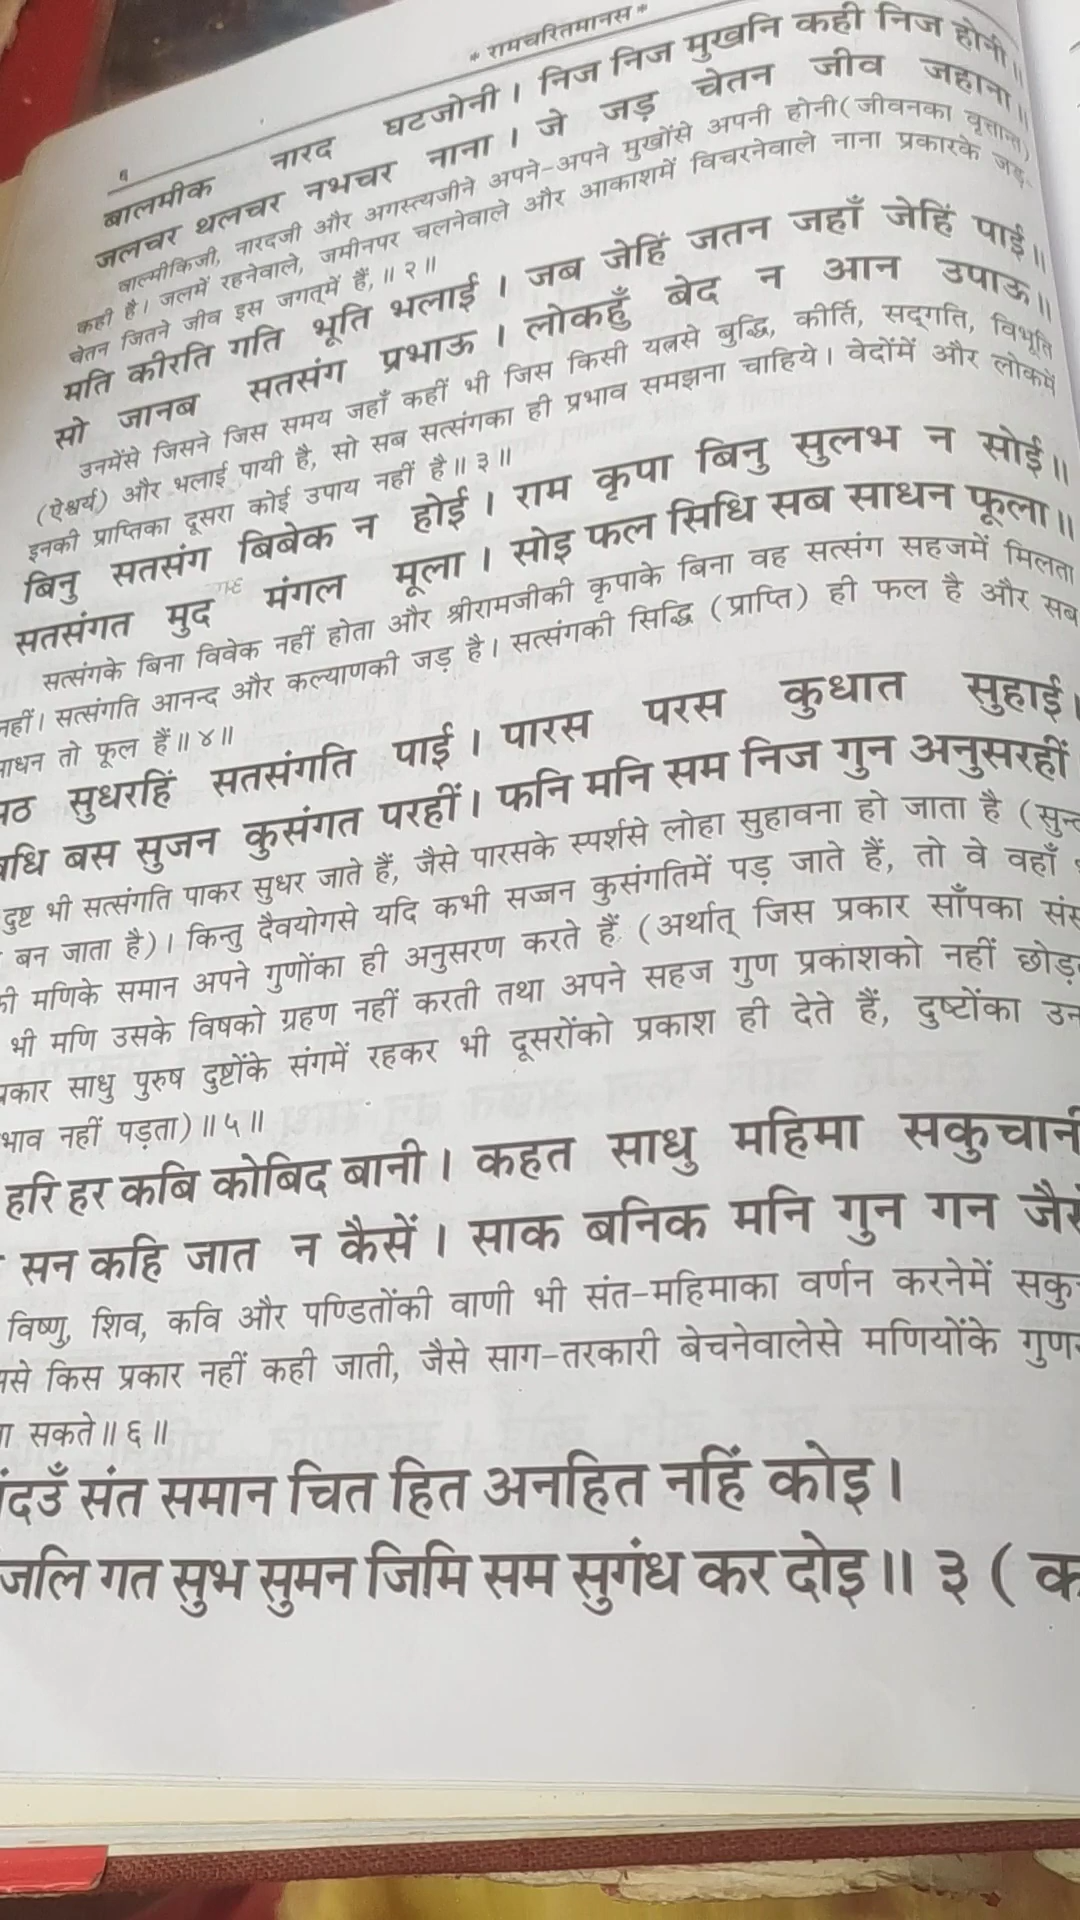 * रामचरितमानस *
बालमीक नारद घटजोनी। निज निज मुखनि कही निज होनी॥
जलचर थलचर नभचर नाना। जे जड़ चेतन जीव जहाना॥
वाल्मीकिजी, नारदजी और अगस्त्यजीने अपने-अपने मुखोंसे अपनी होनी (जीवनका वृत्तान्त)
कही है। जलमें रहनेवाले, जमीनपर चलनेवाले और आकाशमें विचरनेवाले नाना प्रकारके जड़-
चेतन जितने जीव इस जगत्‌में हैं,॥ २॥
मति कीरति गति भूति भलाई। जब जेहिं जतन जहाँ जेहिं पाई॥
सो जानब सतसंग प्रभाऊ। लोकहुँ बेद न आन उपाऊ॥
उनमेंसे जिसने जिस समय जहाँ कहीं भी जिस किसी यत्नसे बुद्धि, कीर्ति, सद्‌गति, विभूति
(ऐश्वर्य) और भलाई पायी है, सो सब सत्संगका ही प्रभाव समझना चाहिये। वेदोंमें और लोकमें
इनकी प्राप्तिका दूसरा कोई उपाय नहीं है॥ ३॥
बिनु सतसंग बिबेक न होई। राम कृपा बिनु सुलभ न सोई॥
सतसंगत मुद मंगल मूला। सोइ फल सिधि सब साधन फूला॥
सत्संगके बिना विवेक नहीं होता और श्रीरामजीकी कृपाके बिना वह सत्संग सहजमें मिलता
नहीं। सत्संगति आनन्द और कल्याणकी जड़ है। सत्संगकी सिद्धि (प्राप्ति) ही फल है और सब
साधन तो फूल हैं॥ ४॥
सुधरहिं सतसंगति पाई। पारस परस कुधात सुहाई।
बस सुजन कुसंगत परहीं। फनि मनि सम निज गुन अनुसरहीं
दुष्ट भी सत्संगति पाकर सुधर जाते हैं, जैसे पारसके स्पर्शसे लोहा सुहावना हो जाता है (
बन जाता है)। किन्तु दैवयोगसे यदि कभी सज्जन कुसंगतिमें पड़ जाते हैं, तो वे वहाँ
मणिके समान अपने गुणोंका ही अनुसरण करते हैं (अर्थात् जिस प्रकार साँपका
भी मणि उसके विषको ग्रहण नहीं करती तथा अपने सहज गुण प्रकाशको नहीं
साधु पुरुष दुष्टोंके संगमें रहकर भी दूसरोंको प्रकाश ही देते हैं, दुष्टोंका
नहीं पड़ता)॥ ५॥
हरि हर कबि कोबिद बानी। कहत साधु महिमा सकुचानी
सन कहि जात न कैसें। साक बनिक मनि गुन गन जैसें
विष्णु, शिव, कवि और पण्डितोंकी वाणी भी संत-महिमाका वर्णन करनेमें
किस प्रकार नहीं कही जाती, जैसे साग-तरकारी बेचनेवालेसे मणियोंके
सकते॥ ६॥
संत समान चित हित अनहित नहिं कोइ।
गत सुभ सुमन जिमि सम सुगंध कर दोइ॥ ३ (